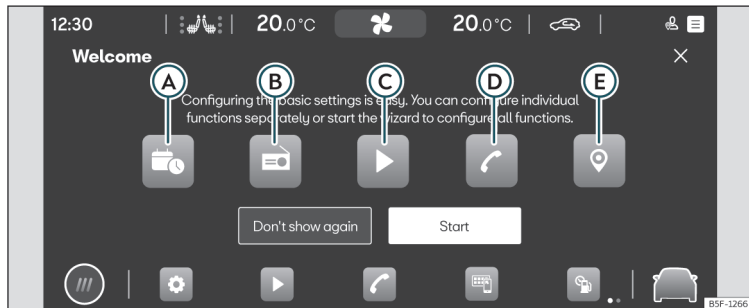 12:30
20.0°C
20.0°C
Welcome
A
B
C
D
E
Configuring the basic settings is easy. You can configure individual
functions separately or start the wizard to configure all functions.
Don't show again
Start
B5F-1266